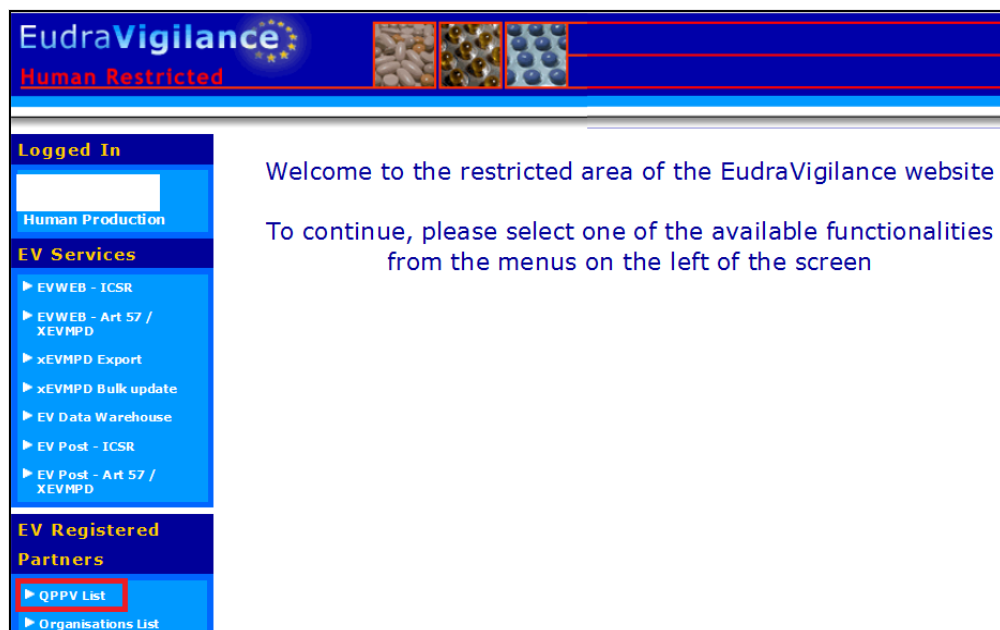 EudraVigilance
Human Restricted
Logged In
Human Production
EV Services
EVWEB - ICSR
EVWEB - Art 57 /
XEVMPD
xEVMPD Export
xEVMPD Bulk update
EV Data Warehouse
EV Post - ICSR
EV Post - Art 57 /
XEVMPD
EV Registered
Partners
QPPV List
Organisations List
Welcome to the restricted area of the EudraVigilance website
To continue, please select one of the available functionalities
from the menus on the left of the screen